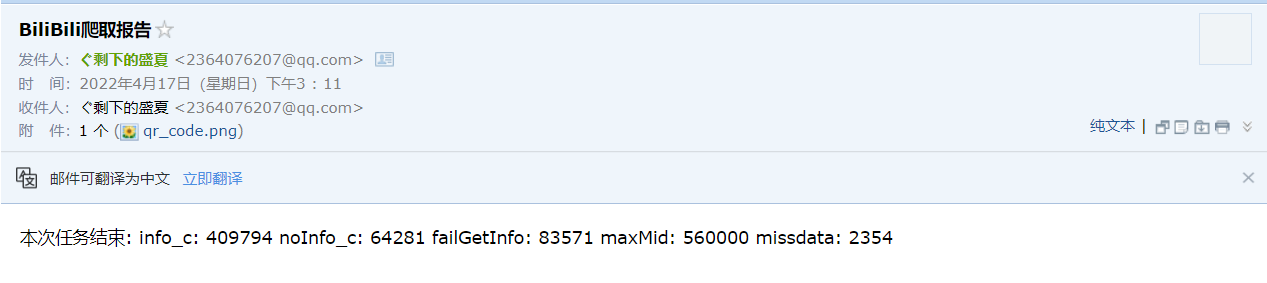 BiliBili爬取报告
发件人：ぐ剩下的盛夏 <2364076207@qq.com>
时 间：2022年4月17日（星期日）下午3：11
收件人：ぐ剩下的盛夏 <2364076207@qq.com>
附 件：1 个 (qr_code.png)
纯文本 |
邮件可翻译为中文 立即翻译
本次任务结束: info_c: 409794 noInfo_c: 64281 failGetInfo: 83571 maxMid: 560000 missdata: 2354